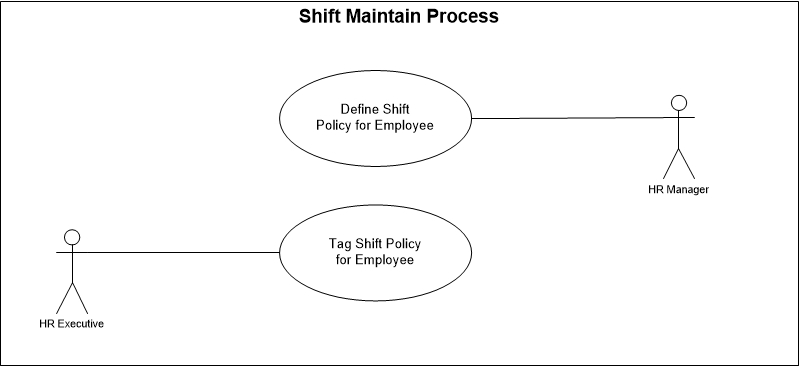 Shift Maintain Process
Define Shift
Policy for Employee
HR Manager
Tag Shift Policy
for Employee
HR Executive